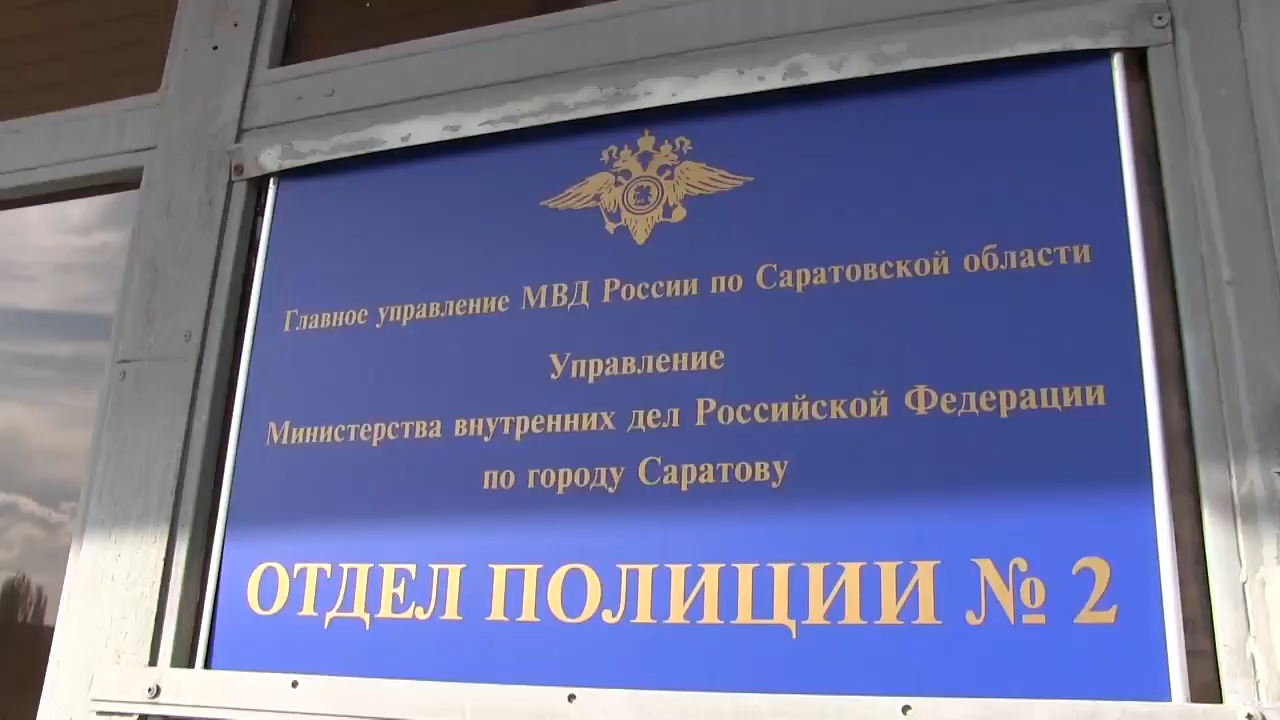 Главное управление МВД России по Саратовской области
Управление
Министерства внутренних дел Российской Федерации
по городу Саратову
ОТДЕЛ ПОЛИЦИИ № 2